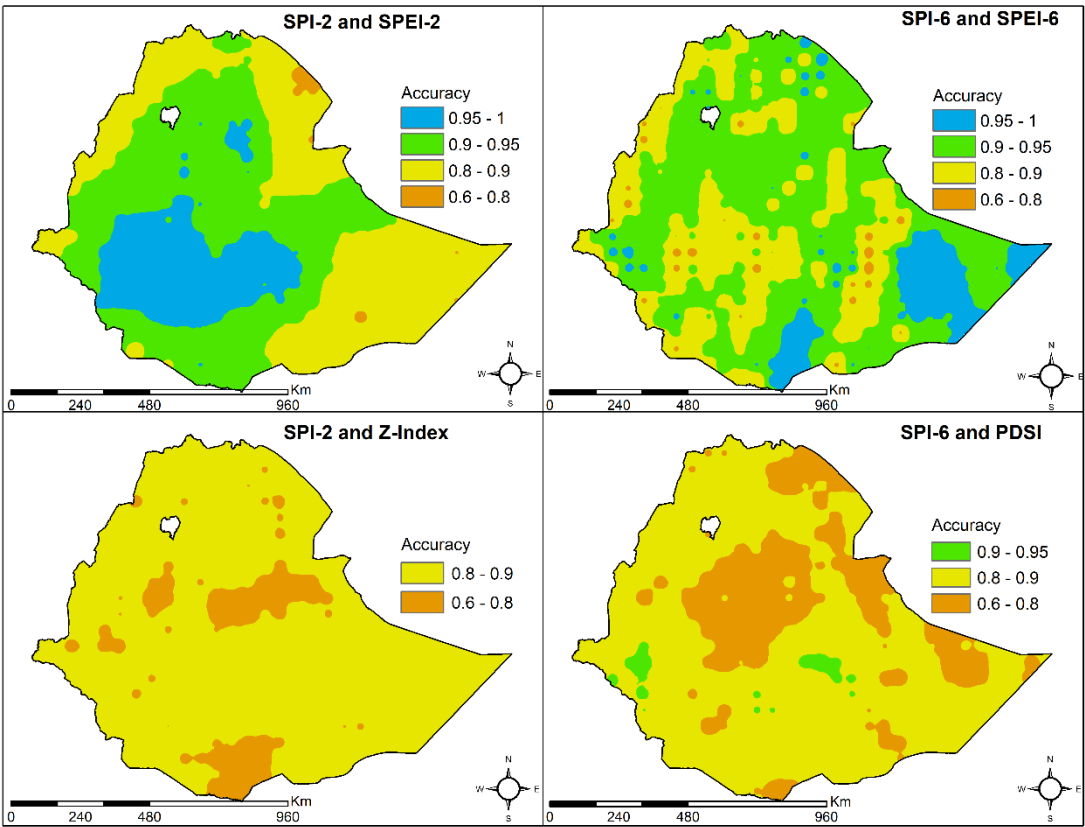 SPI-2 and SPEI-2
Accuracy
0.95 - 1
0.9 - 0.95
0.8 - 0.9
0.6 - 0.8
N
W E
S
Km
0 240 480 960
SPI-6 and SPEI-6
Accuracy
0.95 - 1
0.9 - 0.95
0.8 - 0.9
0.6 - 0.8
N
W E
S
Km
0 240 480 960
SPI-2 and Z-Index
Accuracy
0.8 - 0.9
0.6 - 0.8
N
W E
S
Km
0 240 480 960
SPI-6 and PDSI
Accuracy
0.9 - 0.95
0.8 - 0.9
0.6 - 0.8
N
W E
S
Km
0 240 480 960